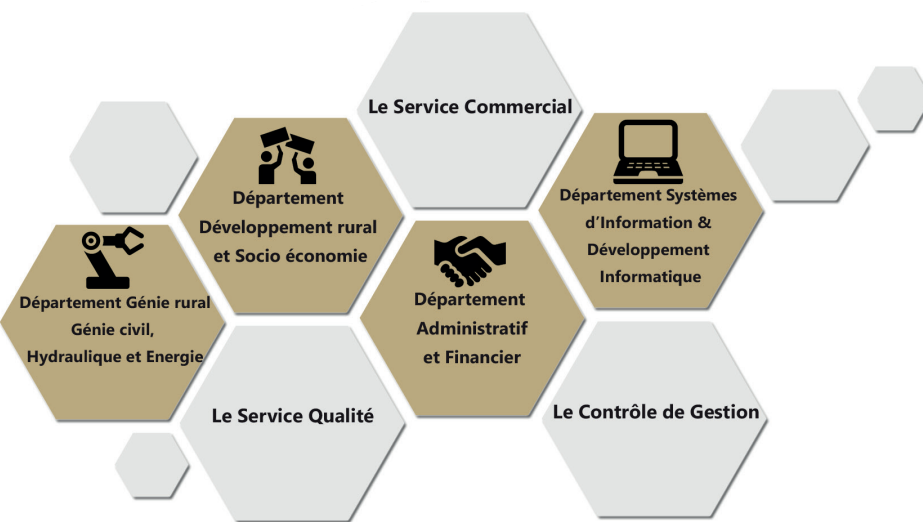 Le Service Commercial
Département
Développement rural
et Socio économie
Département Systèmes
d'Information &
Développement
Informatique
Département Génie rural
Génie civil,
Hydraulique et Energie
Département
Administratif
et Financier
Le Service Qualité
Le Contrôle de Gestion